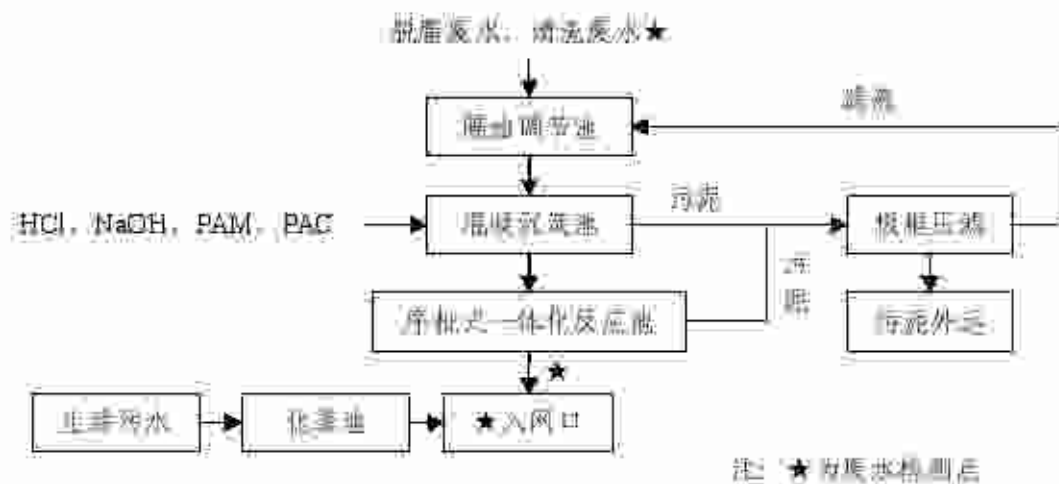 脱脂废水、清洗废水★
滤液
隔油调节池
HCl、NaOH、PAM、PAC
混凝沉淀池
污泥
板框压滤
污泥
序批式一体化反应池
污泥外运
★
生活污水
化粪池
★入网口
注：★为废水检测点